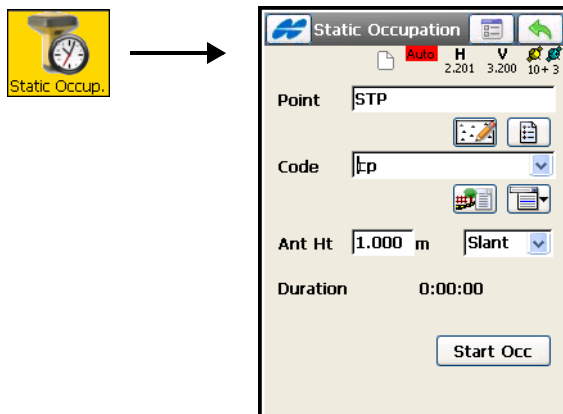 Static Occup.
Static Occupation
Auto H V
2.201 3.200 10+3
Point STP
Code cp
Ant Ht 1.000 m Slant
Duration 0:00:00
Start Occ